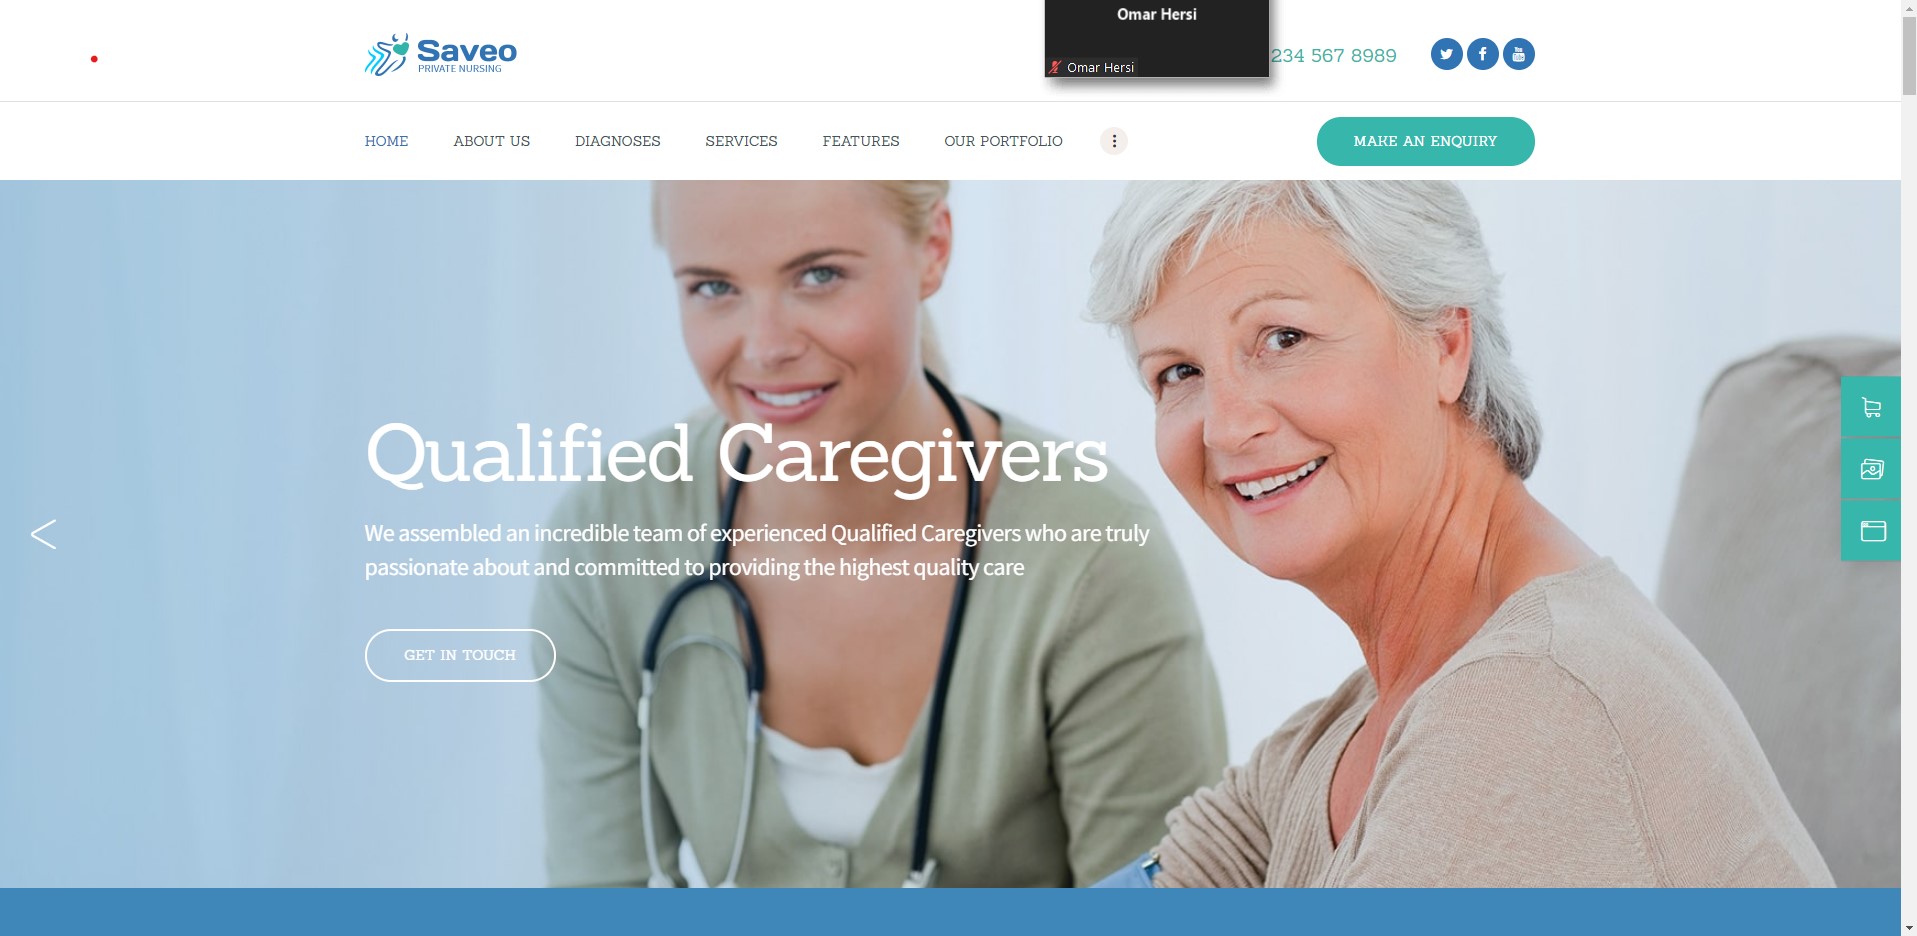 Omar Hersi
Omar Hersi
Saveo
PRIVATE NURSING
234 567 8989
You
Tube
HOME
ABOUT US
DIAGNOSES
SERVICES
FEATURES
OUR PORTFOLIO
MAKE AN ENQUIRY
Qualified Caregivers
We assembled an incredible team of experienced Qualified Caregivers who are truly
passionate about and committed to providing the highest quality care
GET IN TOUCH